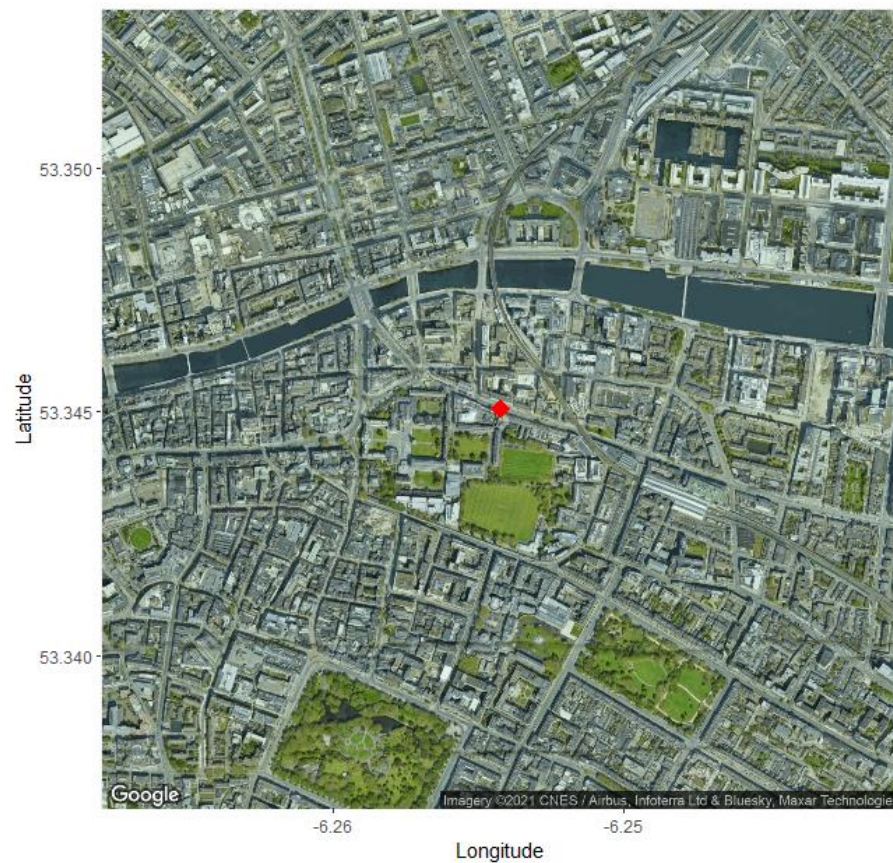 53.350
53.345
53.340
Latitude
Google
Imagery ©2021 CNES / Airbus, Infoterra Ltd & Bluesky, Maxar Technologie
-6.26
-6.25
Longitude